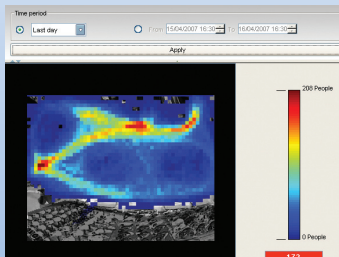 Time period
Last day
From 15/04/2007 16:30 To 16/04/2007 16:30
Apply
208 People
0 People
173